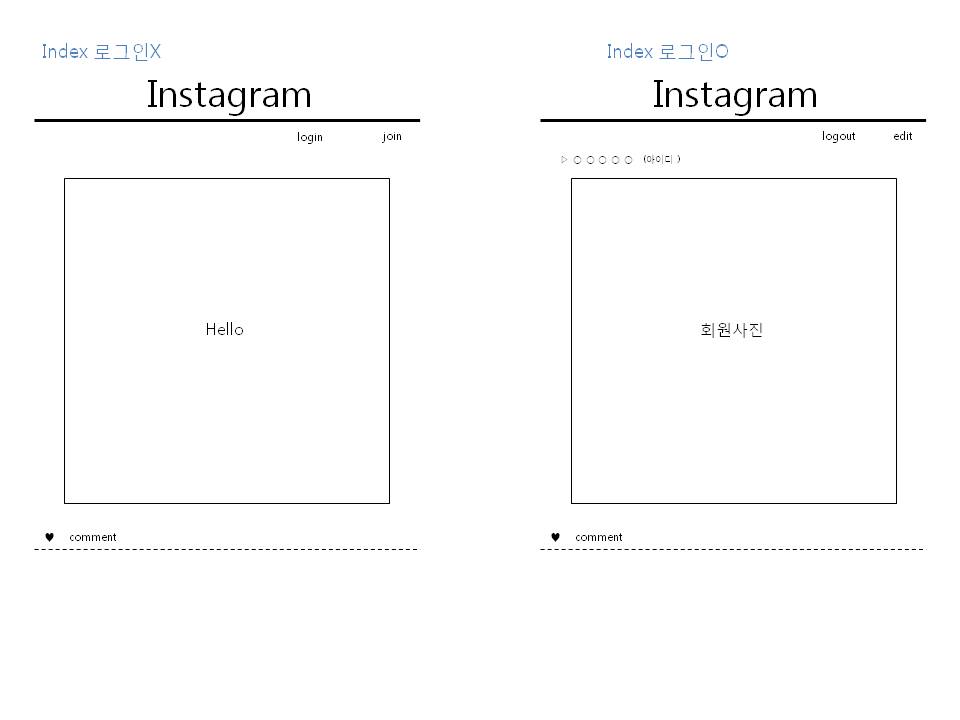 Index 로그인X
Instagram
login join
Hello
♥ comment
Index 로그인O
Instagram
logout edit
▷ ○ ○ ○ ○ ○ (아이디 )
회원사진
♥ comment